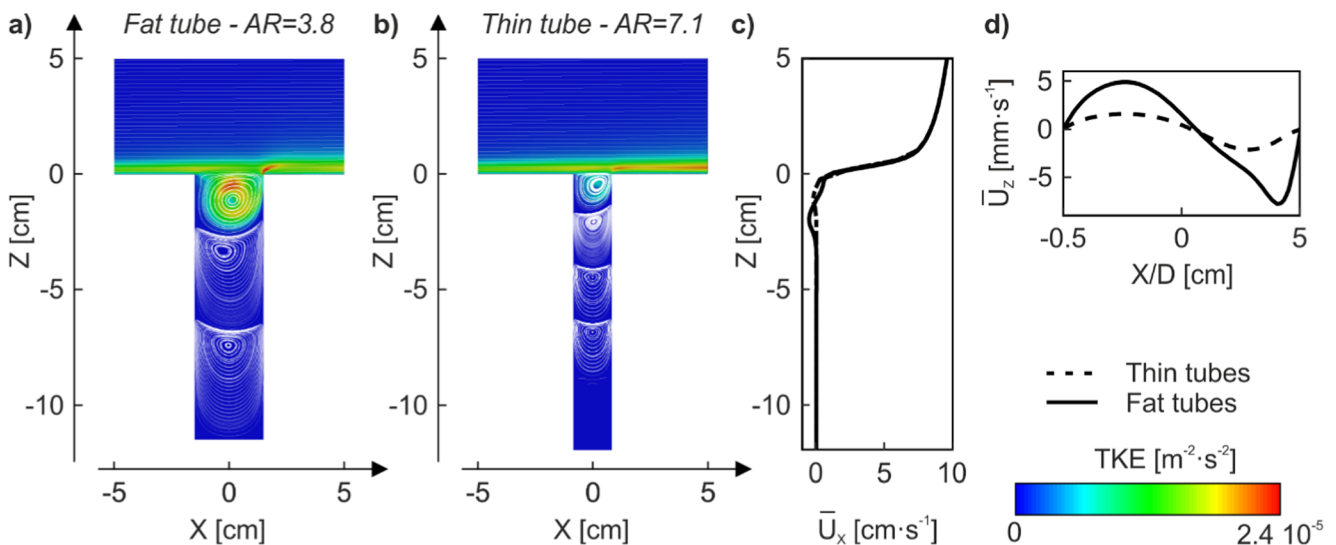 a) Fat tube - AR=3.8
5
0
-5
-10
Z [cm]
-5 0 5
X [cm]
b) Thin tube - AR=7.1
5
0
-5
-10
Z [cm]
-5 0 5
X [cm]
c)
5
0
-5
-10
Z [cm]
0 5 10
U̅x [cm·s⁻¹]
d)
5
0
-5
U̅z [mm·s⁻¹]
-0.5 0 5
X/D [cm]
Thin tubes
Fat tubes
TKE [m⁻²·s⁻²]
0 2.4 10⁻⁵